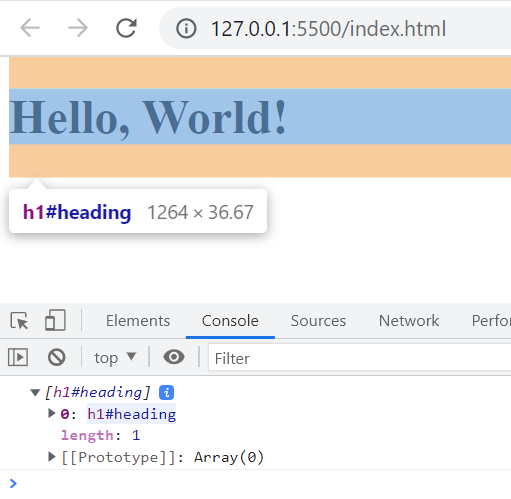 127.0.0.1:5500/index.html
Hello, World!
h1#heading 1264 × 36.67
Elements Console Sources Network Perfo
top Filter
[h1#heading] i
0: h1#heading
length: 1
[[Prototype]]: Array(0)